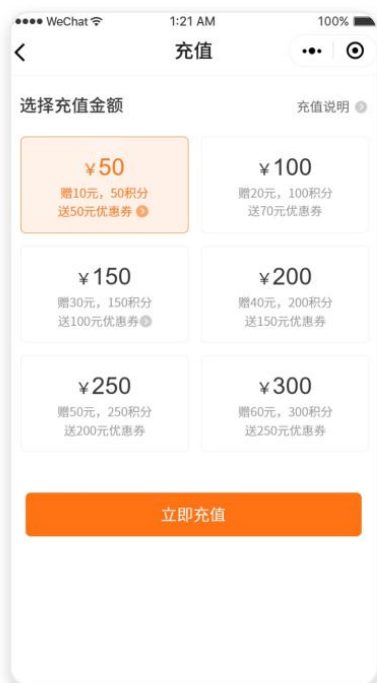 WeChat 1:21 AM 100%
充值
选择充值金额 充值说明
¥50
赠10元，50积分
送50元优惠券
¥100
赠20元，100积分
送70元优惠券
¥150
赠30元，150积分
送100元优惠券
¥200
赠40元，200积分
送150元优惠券
¥250
赠50元，250积分
送200元优惠券
¥300
赠60元，300积分
送250元优惠券
立即充值